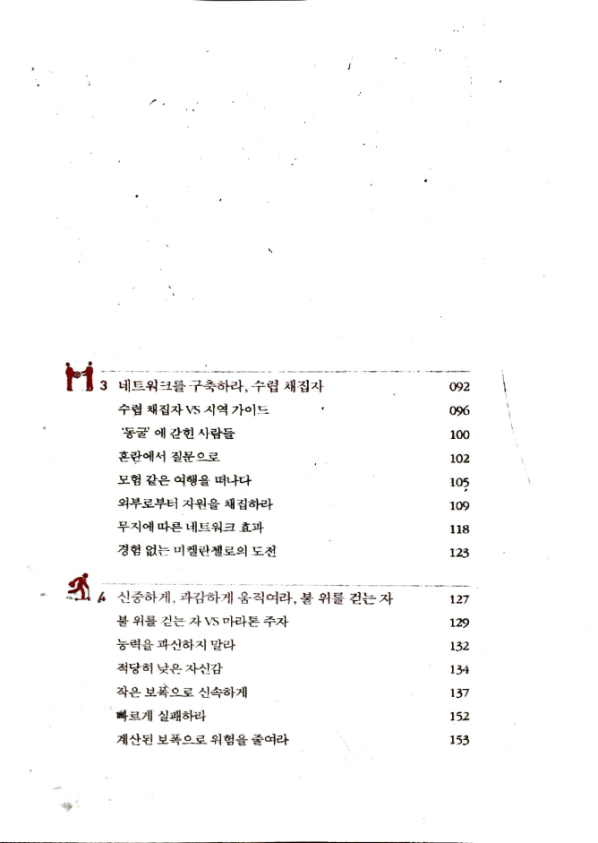 3 네트워크를 구축하라, 수렵 채집자 092
수렵 채집자 VS 지역 가이드 096
‘동굴’에 갇힌 사람들 100
혼란에서 질문으로 102
모험 같은 여행을 떠나다 105
외부로부터 자원을 채집하라 109
무지에 따른 네트워크 효과 118
경험 없는 미켈란젤로의 도전 123
4 신중하게, 과감하게 움직여라, 불 위를 걷는 자 127
불 위를 걷는 자 VS 마라톤 주자 129
능력을 과신하지 말라 132
적당히 낮은 자신감 134
작은 보폭으로 신속하게 137
빠르게 실패하라 152
계산된 보폭으로 위험을 줄여라 153